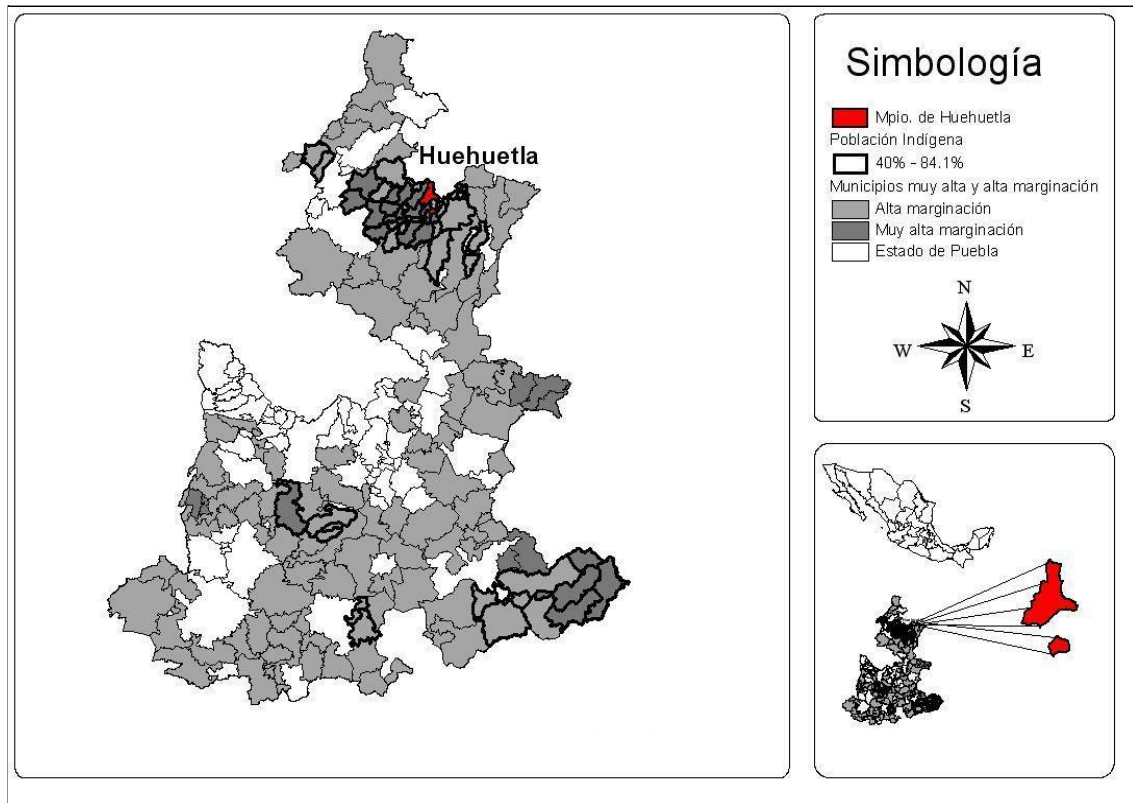 Huehuetla
Simbología
Mpio. de Huehuetla
Población Indígena
40% - 84.1%
Municipios muy alta y alta marginación
Alta marginación
Muy alta marginación
Estado de Puebla
N
W E
S